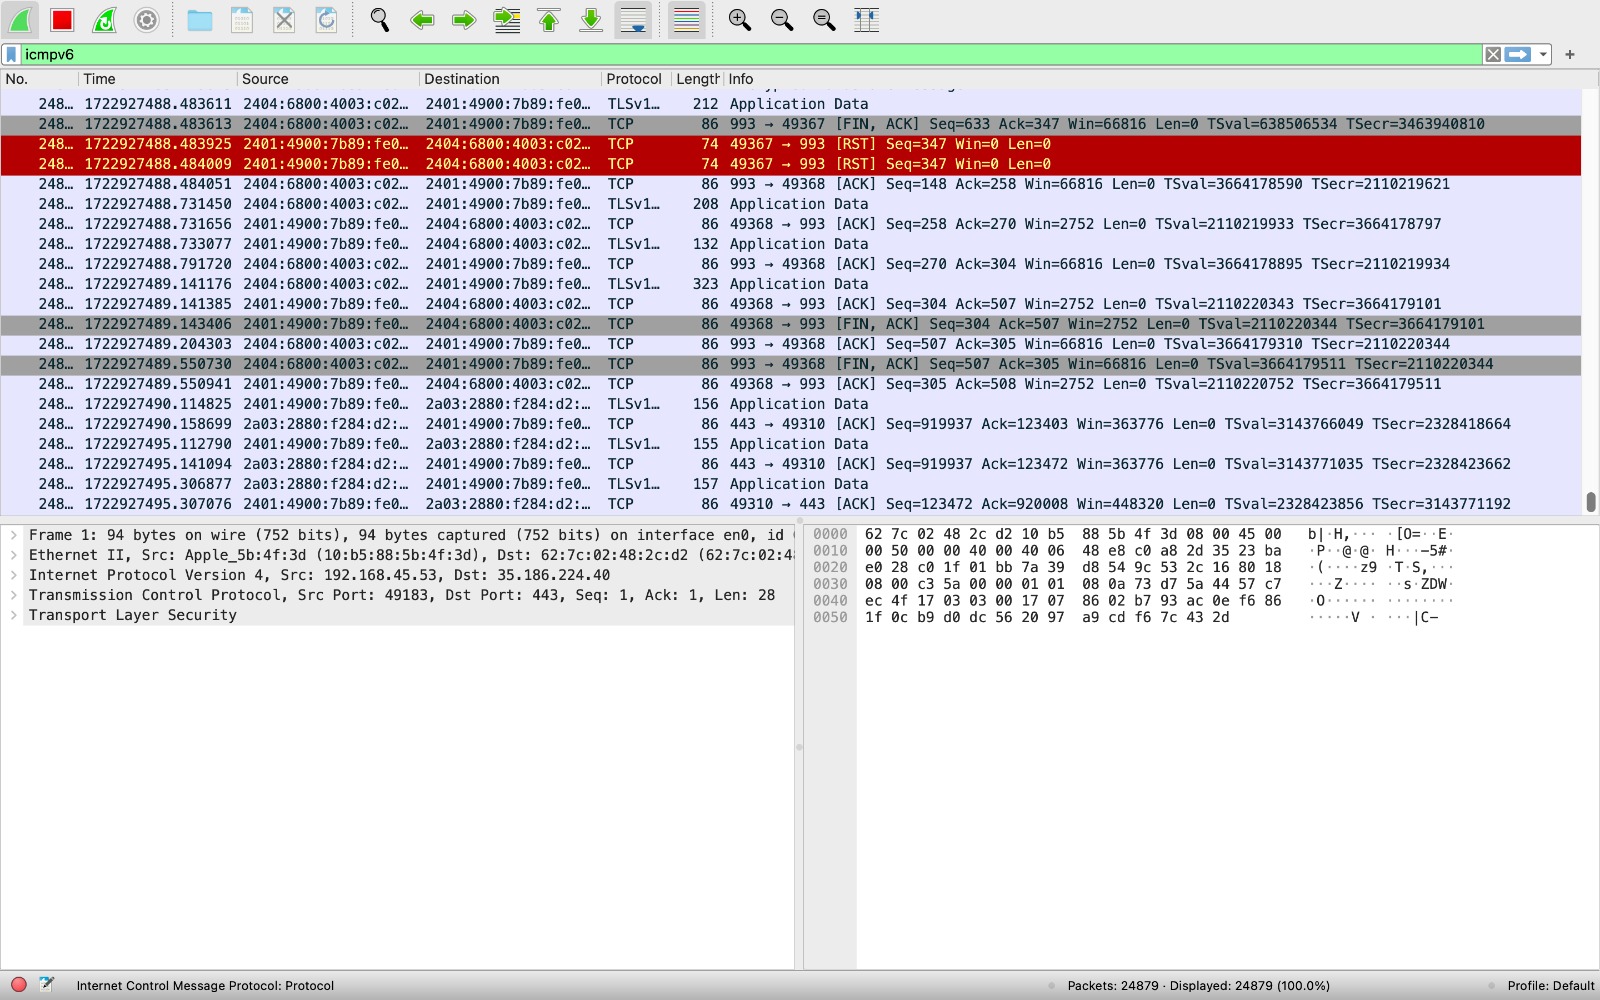 icmpv6
No. Time Source Destination Protocol Length Info
248… 1722927488.483611 2404:6800:4003:c02… 2401:4900:7b89:fe0… TLSv1… 212 Application Data
248… 1722927488.483613 2404:6800:4003:c02… 2401:4900:7b89:fe0… TCP 86 993 → 49367 [FIN, ACK] Seq=633 Ack=347 Win=66816 Len=0 TSval=638506534 TSecr=3463940810
248… 1722927488.483925 2401:4900:7b89:fe0… 2404:6800:4003:c02… TCP 74 49367 → 993 [RST] Seq=347 Win=0 Len=0
248… 1722927488.484009 2401:4900:7b89:fe0… 2404:6800:4003:c02… TCP 74 49367 → 993 [RST] Seq=347 Win=0 Len=0
248… 1722927488.484051 2404:6800:4003:c02… 2401:4900:7b89:fe0… TCP 86 993 → 49368 [ACK] Seq=148 Ack=258 Win=66816 Len=0 TSval=3664178590 TSecr=2110219621
248… 1722927488.731450 2404:6800:4003:c02… 2401:4900:7b89:fe0… TLSv1… 208 Application Data
248… 1722927488.731656 2401:4900:7b89:fe0… 2404:6800:4003:c02… TCP 86 49368 → 993 [ACK] Seq=258 Ack=270 Win=2752 Len=0 TSval=2110219933 TSecr=3664178797
248… 1722927488.733077 2401:4900:7b89:fe0… 2404:6800:4003:c02… TLSv1… 132 Application Data
248… 1722927488.791720 2404:6800:4003:c02… 2401:4900:7b89:fe0… TCP 86 993 → 49368 [ACK] Seq=270 Ack=304 Win=66816 Len=0 TSval=3664178895 TSecr=2110219934
248… 1722927489.141176 2404:6800:4003:c02… 2401:4900:7b89:fe0… TLSv1… 323 Application Data
248… 1722927489.141385 2401:4900:7b89:fe0… 2404:6800:4003:c02… TCP 86 49368 → 993 [ACK] Seq=304 Ack=507 Win=2752 Len=0 TSval=2110220343 TSecr=3664179101
248… 1722927489.143406 2401:4900:7b89:fe0… 2404:6800:4003:c02… TCP 86 49368 → 993 [FIN, ACK] Seq=304 Ack=507 Win=2752 Len=0 TSval=2110220344 TSecr=3664179101
248… 1722927489.204303 2404:6800:4003:c02… 2401:4900:7b89:fe0… TCP 86 993 → 49368 [ACK] Seq=507 Ack=305 Win=66816 Len=0 TSval=3664179310 TSecr=2110220344
248… 1722927489.550730 2404:6800:4003:c02… 2401:4900:7b89:fe0… TCP 86 993 → 49368 [FIN, ACK] Seq=507 Ack=305 Win=66816 Len=0 TSval=3664179511 TSecr=2110220344
248… 1722927489.550941 2401:4900:7b89:fe0… 2404:6800:4003:c02… TCP 86 49368 → 993 [ACK] Seq=305 Ack=508 Win=2752 Len=0 TSval=2110220752 TSecr=3664179511
248… 1722927490.114825 2401:4900:7b89:fe0… 2a03:2880:f284:d2:… TLSv1… 156 Application Data
248… 1722927490.158699 2a03:2880:f284:d2:… 2401:4900:7b89:fe0… TCP 86 443 → 49310 [ACK] Seq=919937 Ack=123403 Win=363776 Len=0 TSval=3143766049 TSecr=2328418664
248… 1722927495.112790 2401:4900:7b89:fe0… 2a03:2880:f284:d2:… TLSv1… 155 Application Data
248… 1722927495.141094 2a03:2880:f284:d2:… 2401:4900:7b89:fe0… TCP 86 443 → 49310 [ACK] Seq=919937 Ack=123472 Win=363776 Len=0 TSval=3143771035 TSecr=2328423662
248… 1722927495.306877 2a03:2880:f284:d2:… 2401:4900:7b89:fe0… TLSv1… 157 Application Data
248… 1722927495.307076 2401:4900:7b89:fe0… 2a03:2880:f284:d2:… TCP 86 49310 → 443 [ACK] Seq=123472 Ack=920008 Win=448320 Len=0 TSval=2328423856 TSecr=3143771192
Frame 1: 94 bytes on wire (752 bits), 94 bytes captured (752 bits) on interface en0, id
Ethernet II, Src: Apple_5b:4f:3d (10:b5:88:5b:4f:3d), Dst: 62:7c:02:48:2c:d2 (62:7c:02:48
Internet Protocol Version 4, Src: 192.168.45.53, Dst: 35.186.224.40
Transmission Control Protocol, Src Port: 49183, Dst Port: 443, Seq: 1, Ack: 1, Len: 28
Transport Layer Security
0000 62 7c 02 48 2c d2 10 b5 88 5b 4f 3d 08 00 45 00 b|·H,··· ·[O=··E·
0010 00 50 00 00 40 00 40 06 48 e8 c0 a8 2d 35 23 ba ·P··@·@· H···-5#·
0020 e0 28 c0 1f 01 bb 7a 39 d8 54 9c 53 2c 16 80 18 ·(····z9 ·T·S,···
0030 08 00 c3 5a 00 00 01 01 08 0a 73 d7 5a 44 57 c7 ···Z···· ··s·ZDW·
0040 ec 4f 17 03 03 00 17 07 86 02 b7 93 ac 0e f6 86 ·O······ ········
0050 1f 0c b9 d0 dc 56 20 97 a9 cd f6 7c 43 2d ·····V · ···|C-
Internet Control Message Protocol: Protocol
Packets: 24879 · Displayed: 24879 (100.0%)
Profile: Default